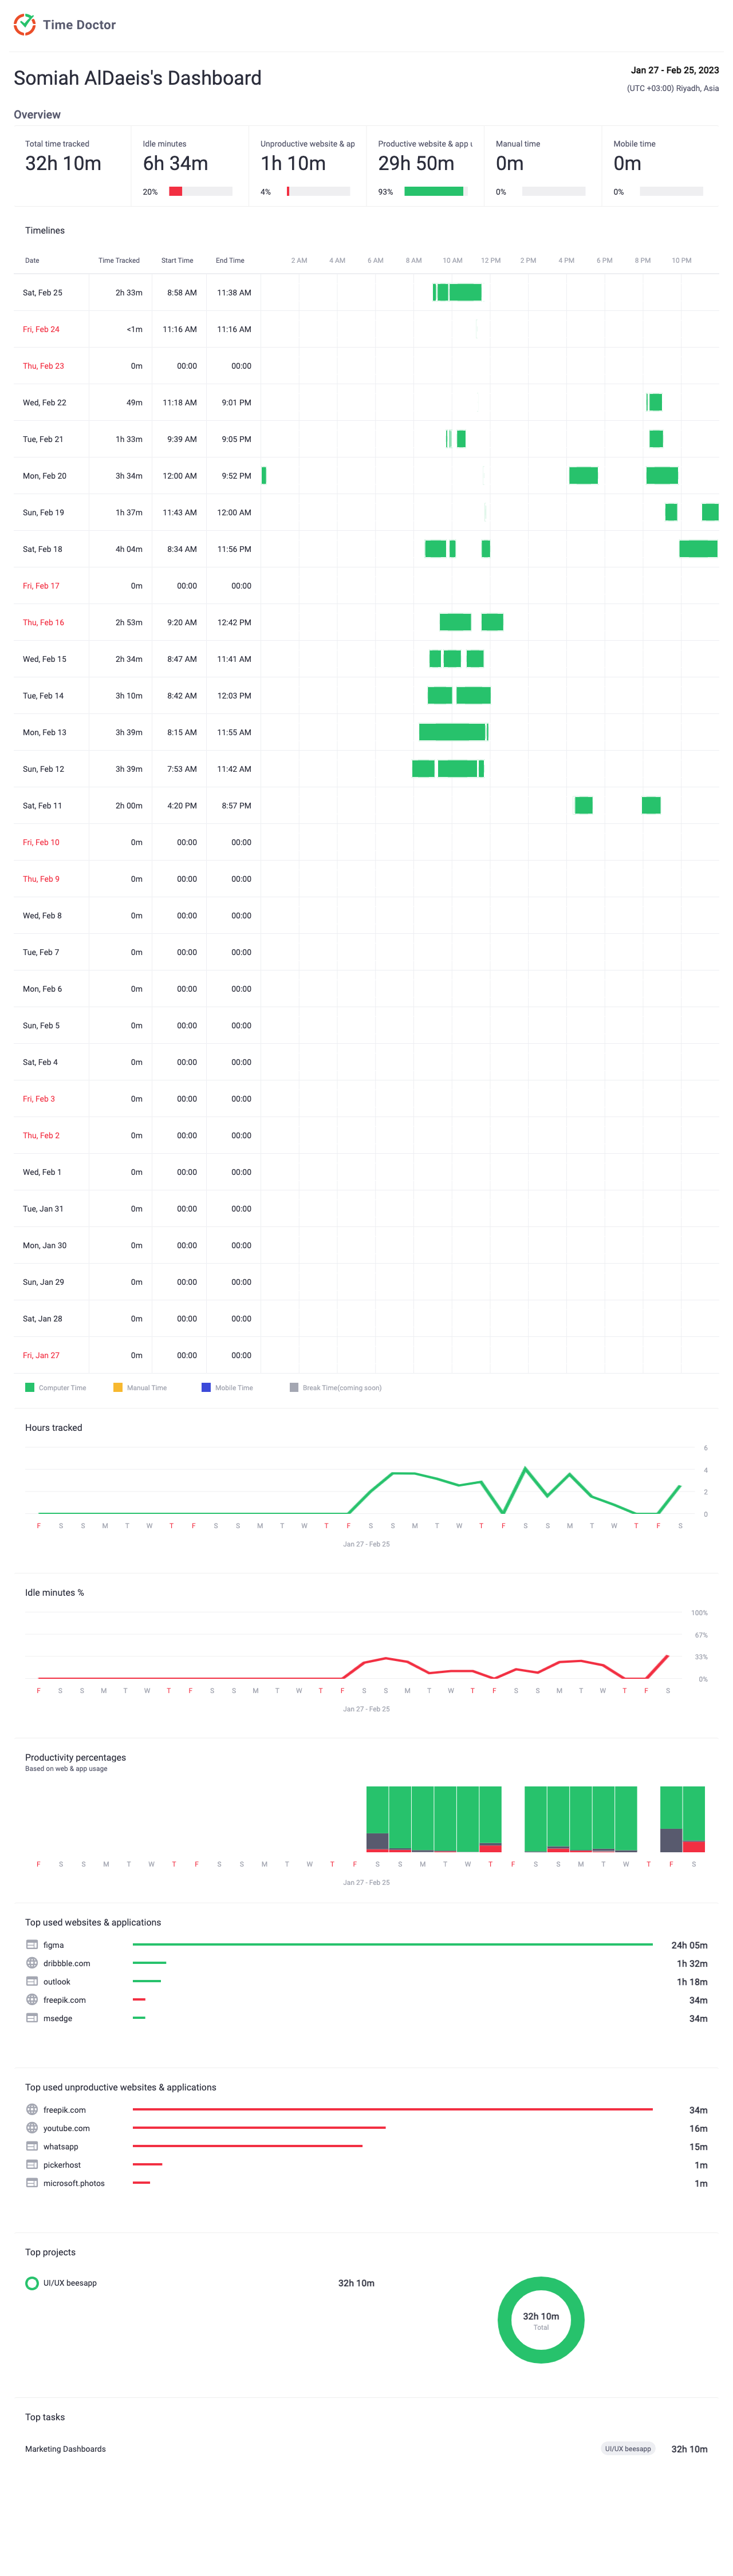 Time Doctor
Somiah AlDaeis's Dashboard
Jan 27 - Feb 25, 2023
(UTC +03:00) Riyadh, Asia
Overview
Total time tracked Idle minutes Unproductive website & ap Productive website & app u Manual time Mobile time
32h 10m 6h 34m 1h 10m 29h 50m 0m 0m
20% 4% 93% 0% 0%
Timelines
Date Time Tracked Start Time End Time 2 AM 4 AM 6 AM 8 AM 10 AM 12 PM 2 PM 4 PM 6 PM 8 PM 10 PM
Sat, Feb 25 2h 33m 8:58 AM 11:38 AM
Fri, Feb 24 <1m 11:16 AM 11:16 AM
Thu, Feb 23 0m 00:00 00:00
Wed, Feb 22 49m 11:18 AM 9:01 PM
Tue, Feb 21 1h 33m 9:39 AM 9:05 PM
Mon, Feb 20 3h 34m 12:00 AM 9:52 PM
Sun, Feb 19 1h 37m 11:43 AM 12:00 AM
Sat, Feb 18 4h 04m 8:34 AM 11:56 PM
Fri, Feb 17 0m 00:00 00:00
Thu, Feb 16 2h 53m 9:20 AM 12:42 PM
Wed, Feb 15 2h 34m 8:47 AM 11:41 AM
Tue, Feb 14 3h 10m 8:42 AM 12:03 PM
Mon, Feb 13 3h 39m 8:15 AM 11:55 AM
Sun, Feb 12 3h 39m 7:53 AM 11:42 AM
Sat, Feb 11 2h 00m 4:20 PM 8:57 PM
Fri, Feb 10 0m 00:00 00:00
Thu, Feb 9 0m 00:00 00:00
Wed, Feb 8 0m 00:00 00:00
Tue, Feb 7 0m 00:00 00:00
Mon, Feb 6 0m 00:00 00:00
Sun, Feb 5 0m 00:00 00:00
Sat, Feb 4 0m 00:00 00:00
Fri, Feb 3 0m 00:00 00:00
Thu, Feb 2 0m 00:00 00:00
Wed, Feb 1 0m 00:00 00:00
Tue, Jan 31 0m 00:00 00:00
Mon, Jan 30 0m 00:00 00:00
Sun, Jan 29 0m 00:00 00:00
Sat, Jan 28 0m 00:00 00:00
Fri, Jan 27 0m 00:00 00:00
Computer Time Manual Time Mobile Time Break Time(coming soon)
Hours tracked
6
4
2
0
F S S M T W T F S S M T W T F S S M T W T F S S M T W T F S
Jan 27 - Feb 25
Idle minutes %
100%
67%
33%
0%
F S S M T W T F S S M T W T F S S M T W T F S S M T W T F S
Jan 27 - Feb 25
Productivity percentages
Based on web & app usage
F S S M T W T F S S M T W T F S S M T W T F S S M T W T F S
Jan 27 - Feb 25
Top used websites & applications
figma 24h 05m
dribbble.com 1h 32m
outlook 1h 18m
freepik.com 34m
msedge 34m
Top used unproductive websites & applications
freepik.com 34m
youtube.com 16m
whatsapp 15m
pickerhost 1m
microsoft.photos 1m
Top projects
UI/UX beesapp 32h 10m
32h 10m
Total
Top tasks
Marketing Dashboards UI/UX beesapp 32h 10m